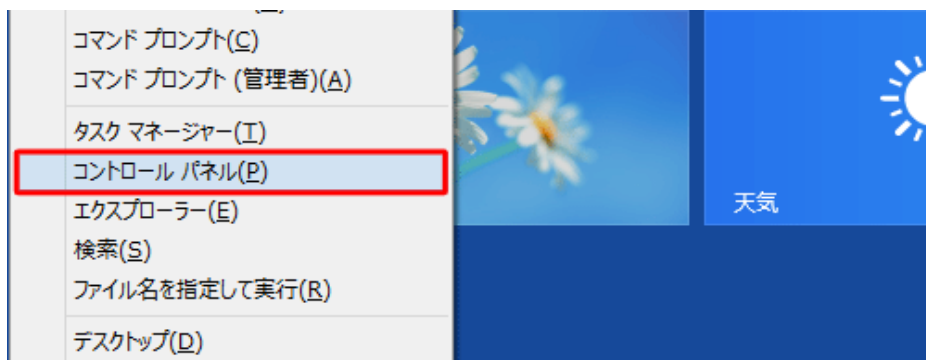 コマンド プロンプト(C)
コマンド プロンプト (管理者)(A)
タスク マネージャー(T)
コントロール パネル(P)
エクスプローラー(E)
検索(S)
ファイル名を指定して実行(R)
デスクトップ(D)
天気